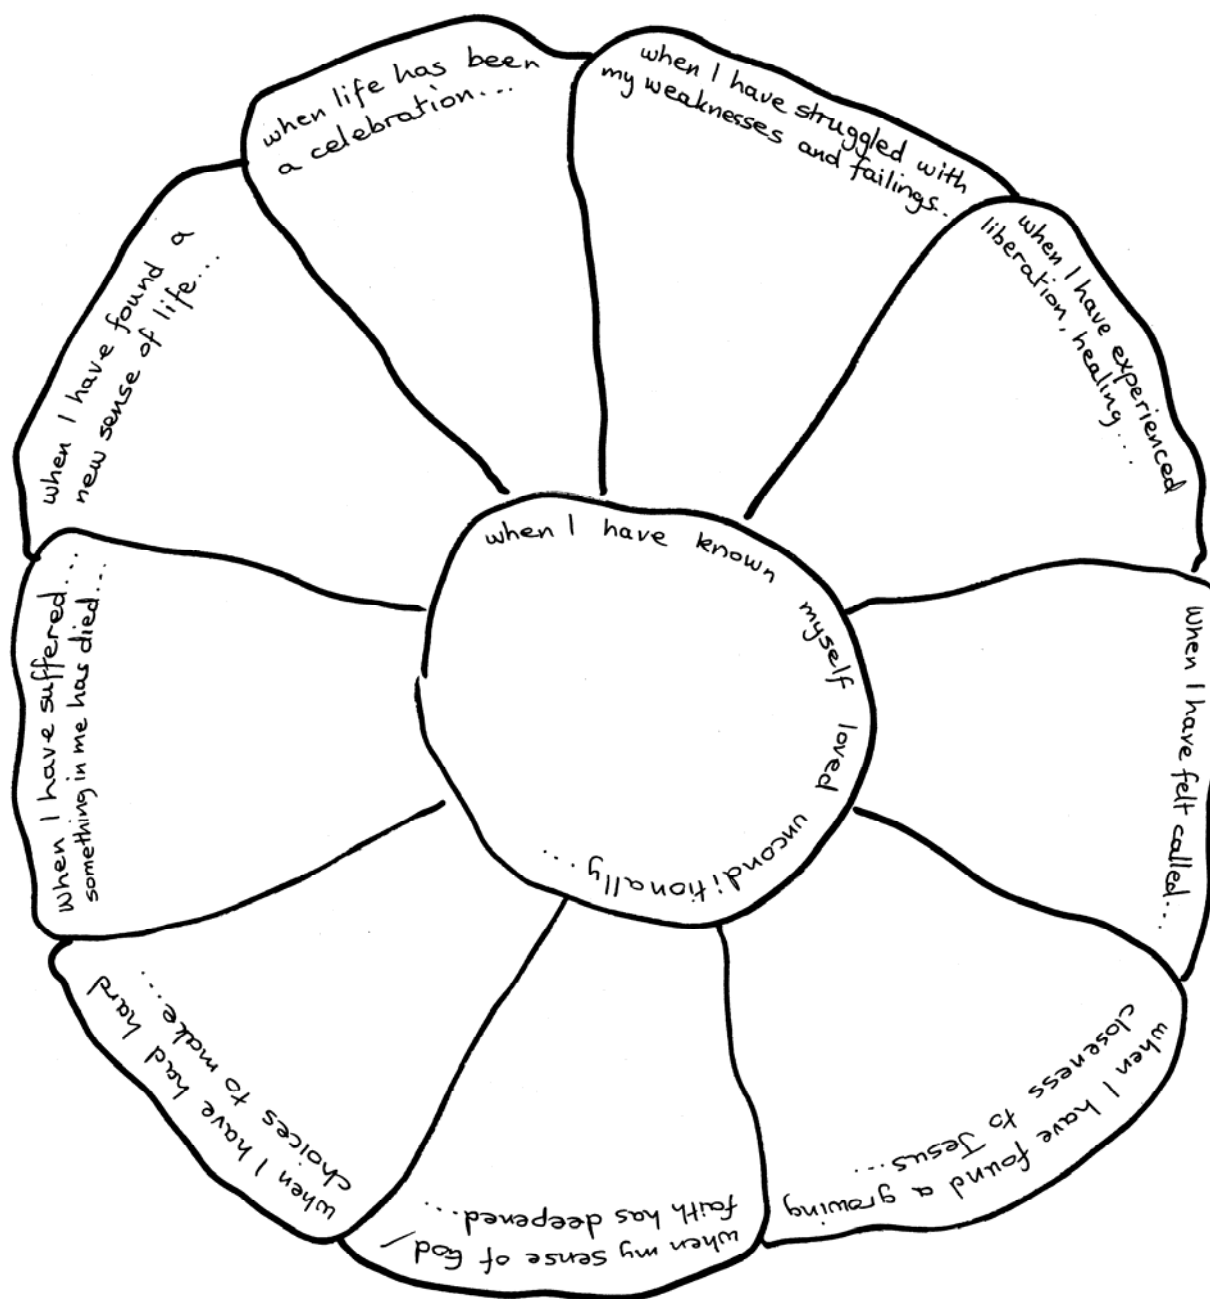 when I have known myself loved unconditionally....
when I have struggled with
my weaknesses and failings...
when I have experienced
liberation, healing....
when I have felt called...
when I have found a growing
closeness to Jesus...
when my sense of God/
faith has deepened....
when I have had hard
choices to make....
when I have suffered....
something in me has died....
when I have found a
new sense of life....
when life has been
a celebration...